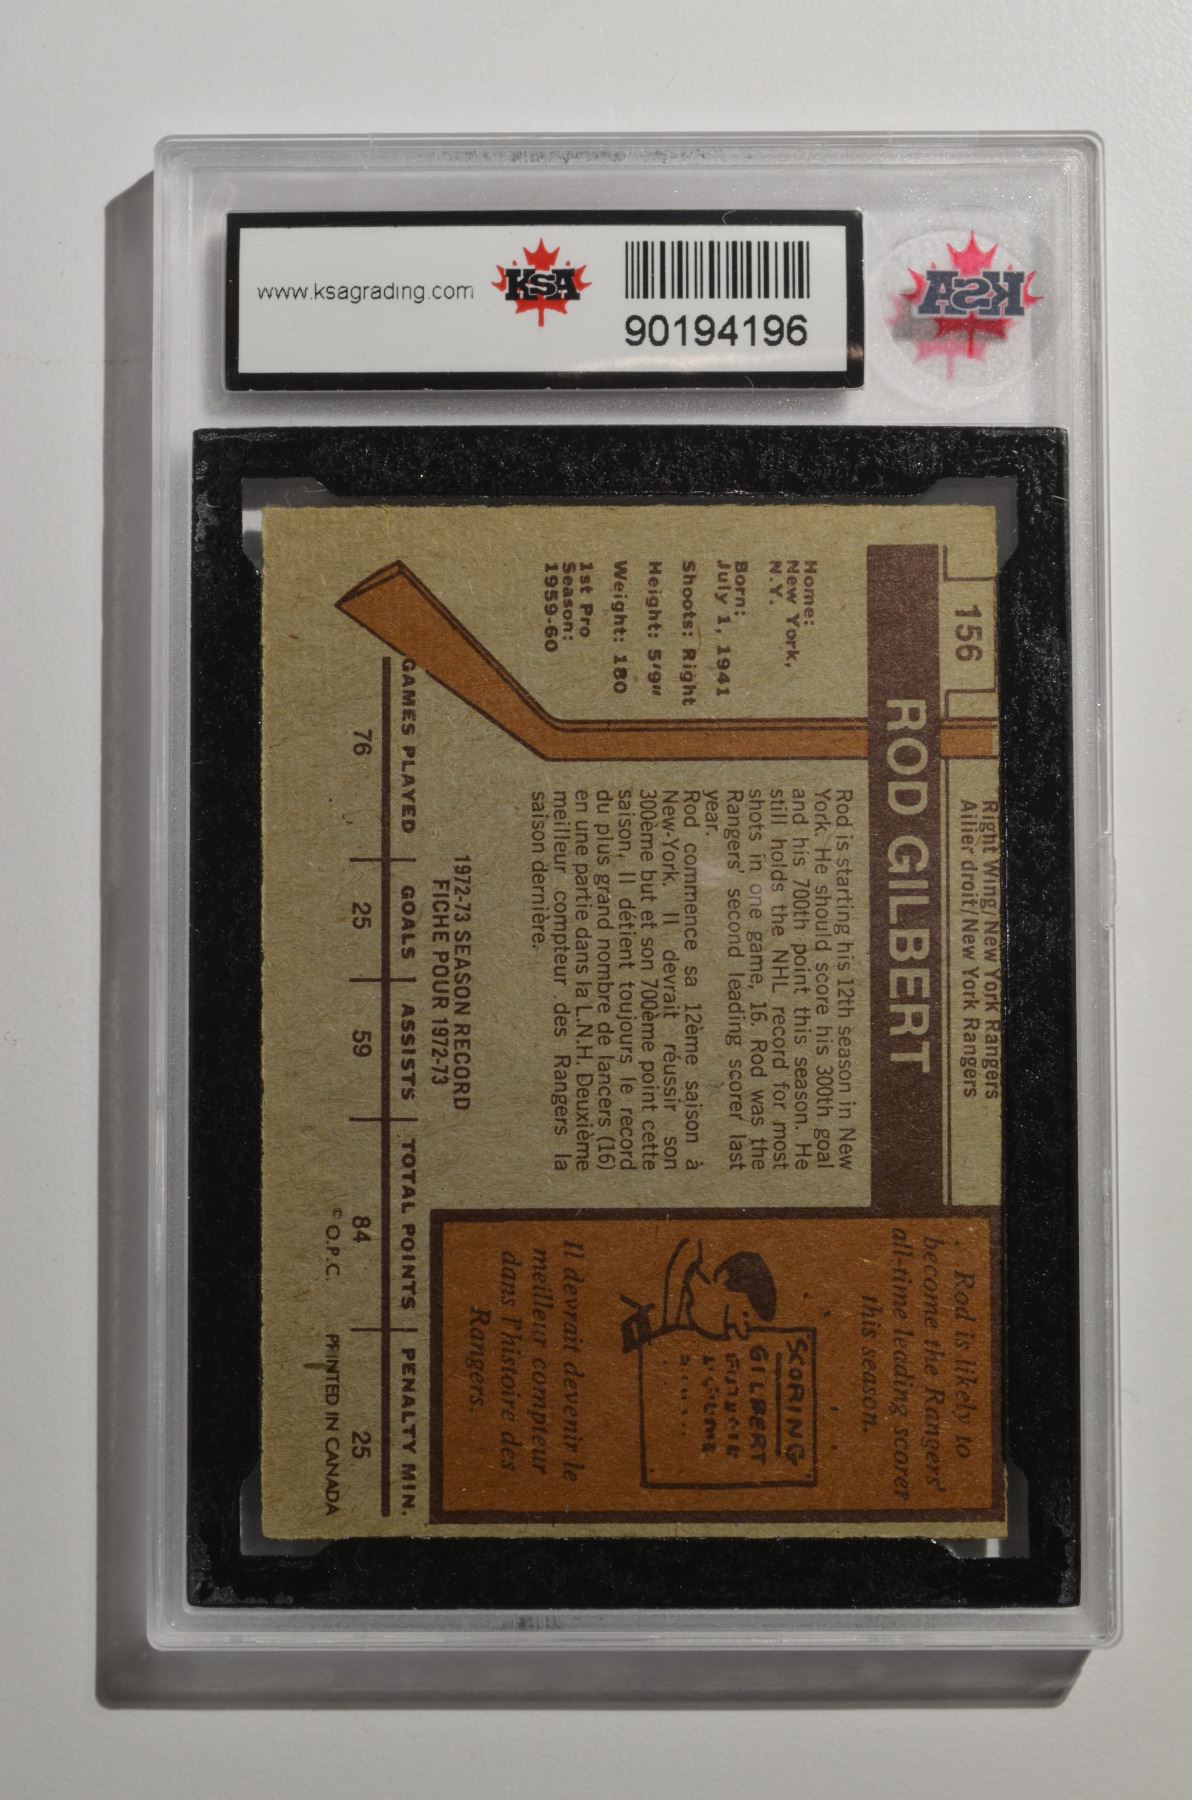 www.ksagrading.com
KSA
90194196
KSA
156
Right Wing/New York Rangers
Ailier droit/New York Rangers
ROD GILBERT
Home:
New York,
N.Y.
Born:
July 1, 1941
Shoots: Right
Height: 5'9"
Weight: 180
1st Pro
Season:
1959-60
Rod is starting his 12th season in New
York. He should score his 300th goal
and his 700th point this season. He
still holds the NHL record for most
shots in one game, 16. Rod was the
Rangers' second leading scorer last
year.
Rod commence sa 12ème saison à
New-York. Il devrait réussir son
300ème but et son 700ème point cette
saison. Il détient toujours le record
du plus grand nombre de lancers (16)
en une partie dans la L.N.H. Deuxième
meilleur compteur des Rangers la
saison dernière.
Rod is likely to
become the Rangers'
all-time leading scorer
this season.
SCORING
GILBERT
Il devrait devenir le
meilleur compteur
dans l'histoire des
Rangers.
1972-73 SEASON RECORD
FICHE POUR 1972-73
GAMES PLAYED GOALS ASSISTS TOTAL POINTS PENALTY MIN.
76 25 59 84 25
© O.P.C. PRINTED IN CANADA